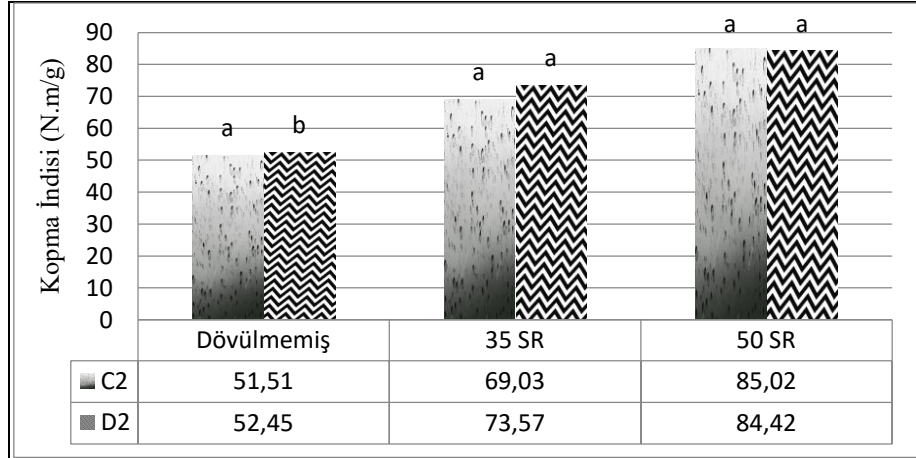 Kopma İndisi (N.m/g)
90
80
70
60
50
40
30
20
10
0
a b a a a a
Dövülmemiş 35 SR 50 SR
C2 51,51 69,03 85,02
D2 52,45 73,57 84,42